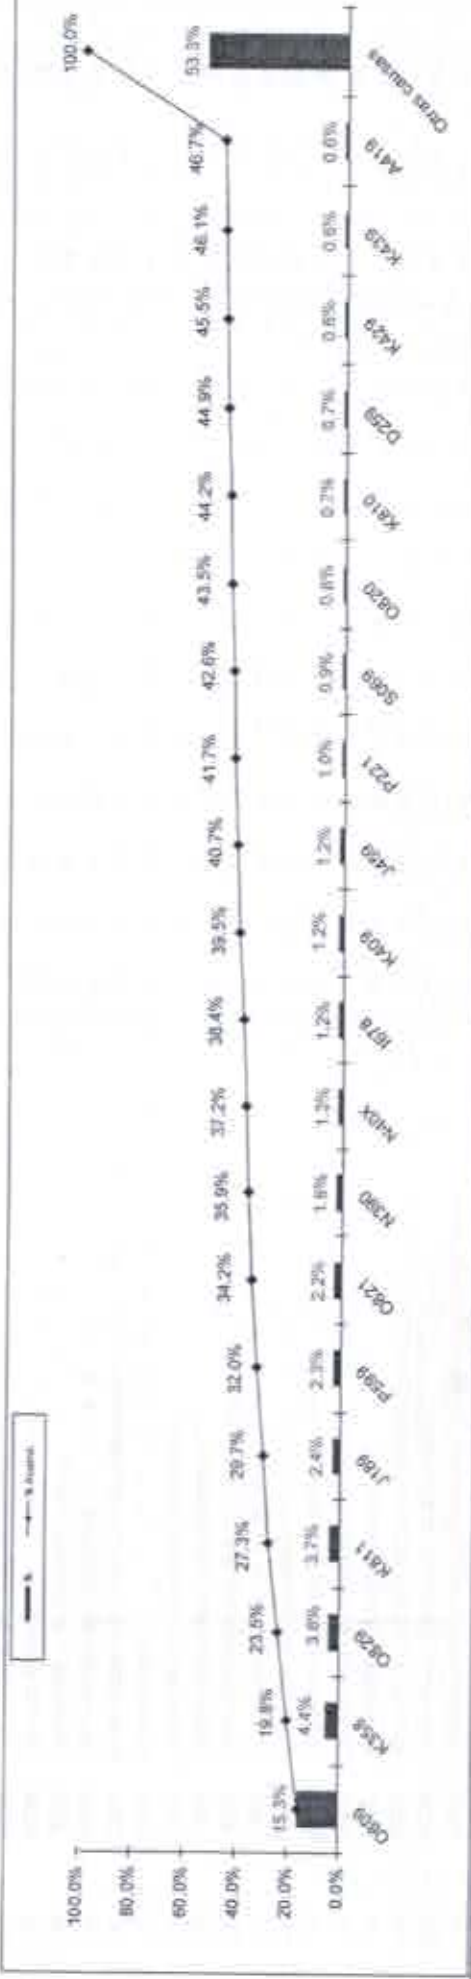 % % Acumul.
100.0%
80.0%
60.0%
40.0%
20.0%
0.0%
15.3% 19.8% 23.5% 27.3% 29.7% 32.0% 34.2% 35.9% 37.2% 38.4% 39.5% 40.7% 41.7% 42.6% 43.5% 44.2% 44.9% 45.5% 46.1% 46.7% 100.0%
4.4% 3.8% 3.7% 2.4% 2.3% 2.2% 1.6% 1.3% 1.2% 1.2% 1.2% 1.0% 0.9% 0.8% 0.7% 0.7% 0.6% 0.6% 0.6% 53.3%
O809 K358 O829 K811 J189 P599 O821 N390 N40X I678 K409 J459 P221 S069 O820 K810 D259 K429 K439 A419 Otras causas